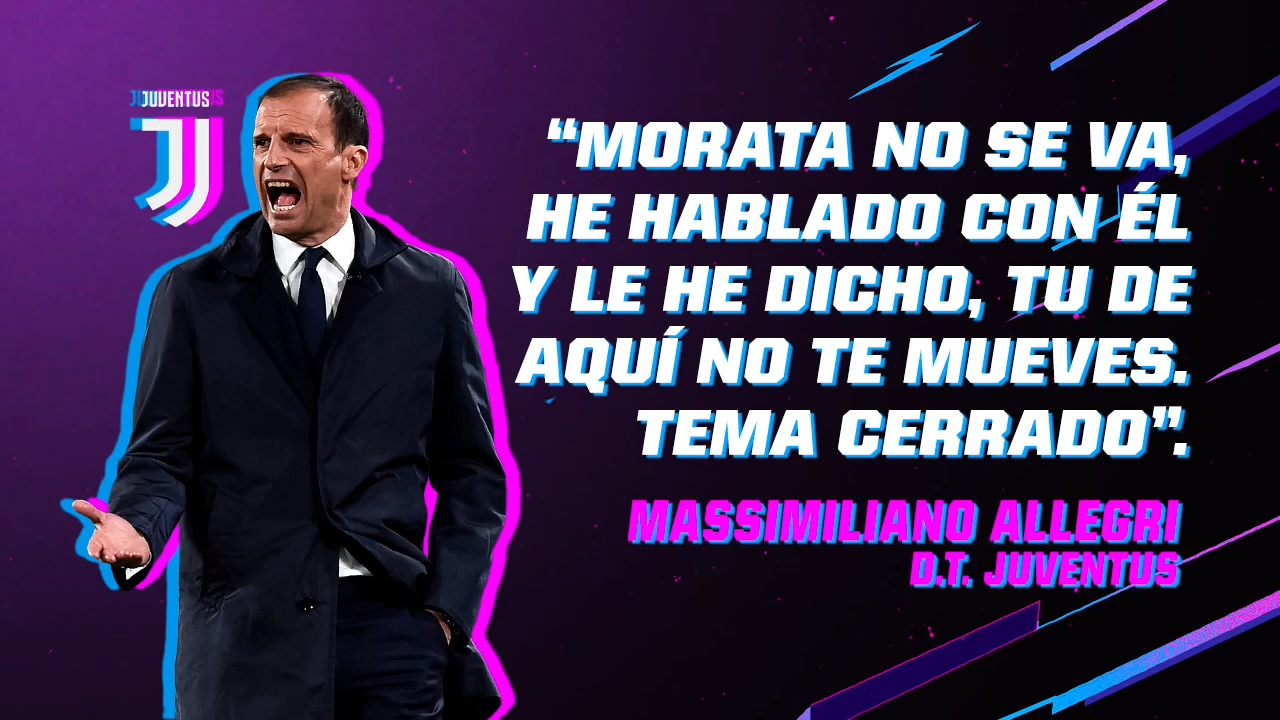 JUVENTUS
“MORATA NO SE VA,
HE HABLADO CON ÉL
Y LE HE DICHO, TU DE
AQUÍ NO TE MUEVES.
TEMA CERRADO”.
MASSIMILIANO ALLEGRI
D.T. JUVENTUS